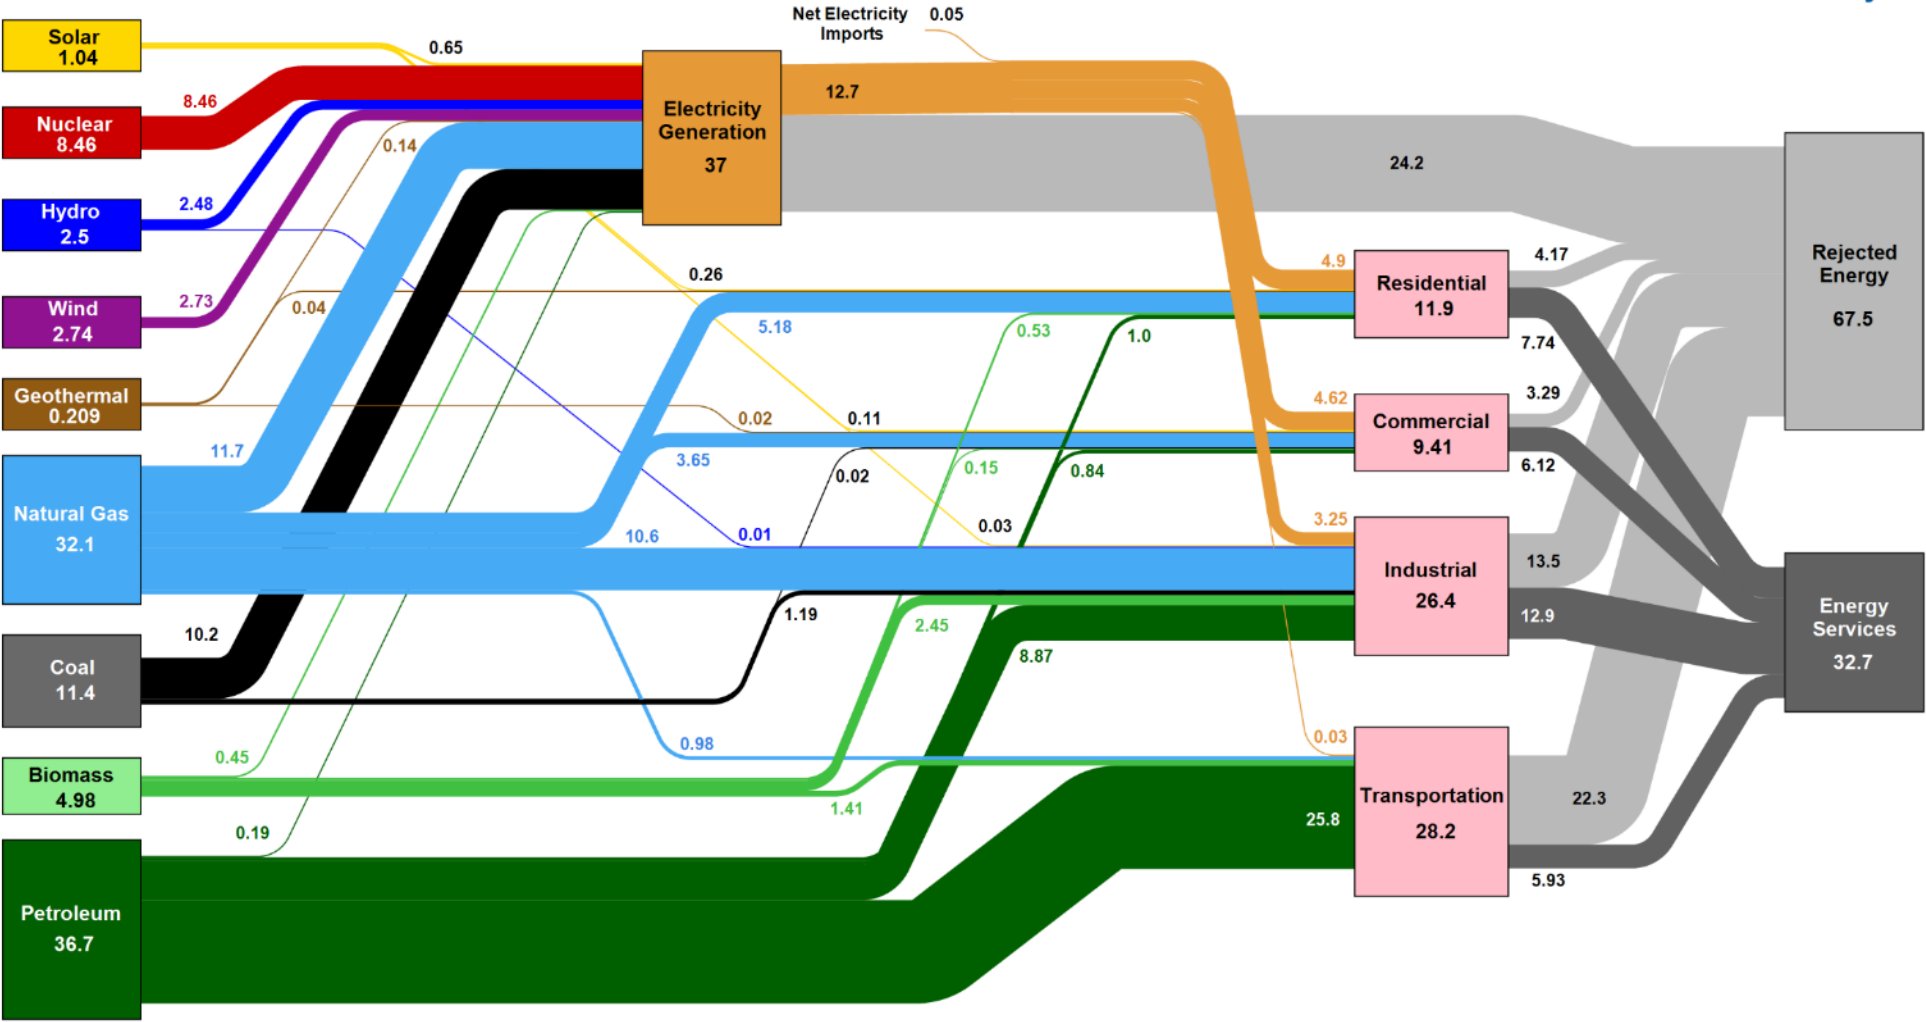 Net Electricity
Imports
0.05
Solar
1.04
0.65
Nuclear
8.46
8.46
Electricity
Generation
37
12.7
0.14
24.2
Hydro
2.5
2.48
Rejected
Energy
67.5
Wind
2.74
2.73
0.04
0.26
5.18
0.53
1.0
4.9
Residential
11.9
4.17
7.74
Geothermal
0.209
0.02
0.11
4.62
Commercial
9.41
3.29
6.12
11.7
3.65
0.02
0.15
0.84
Natural Gas
32.1
10.6
0.01
0.03
3.25
Industrial
26.4
13.5
12.9
Energy
Services
32.7
Coal
11.4
10.2
1.19
2.45
8.87
Biomass
4.98
0.45
0.98
1.41
0.03
Transportation
28.2
25.8
22.3
5.93
Petroleum
36.7
0.19